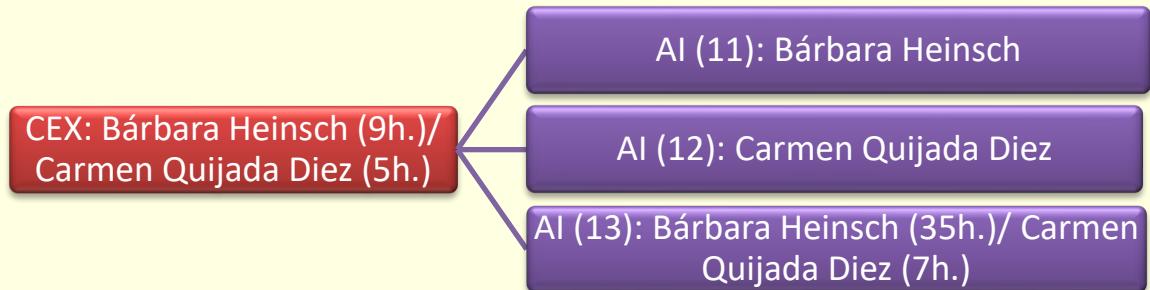 CEX: Bárbara Heinsch (9h.)/
Carmen Quijada Diez (5h.)
AI (11): Bárbara Heinsch
AI (12): Carmen Quijada Diez
AI (13): Bárbara Heinsch (35h.)/ Carmen
Quijada Diez (7h.)